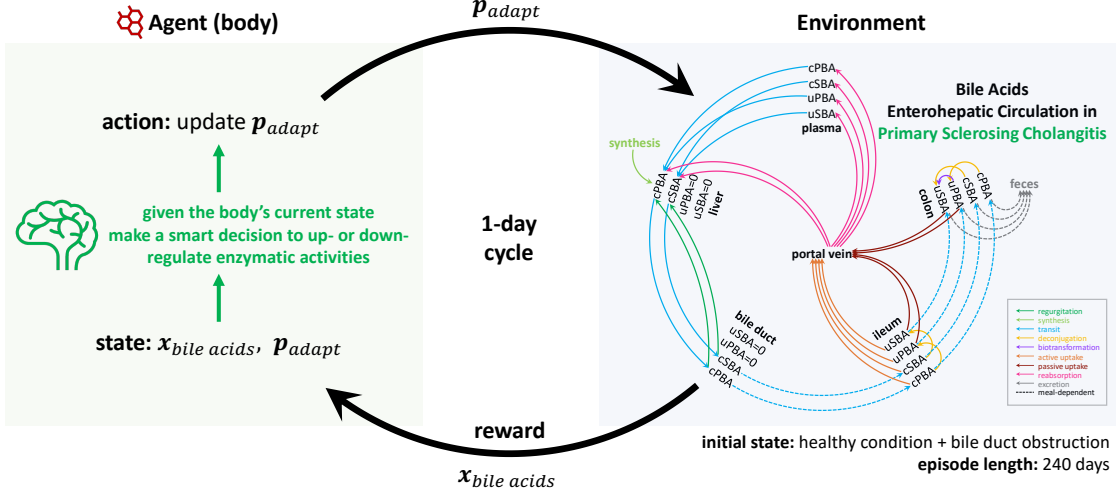 Agent (body)
p_adapt
Environment
action: update p_adapt
given the body's current state
make a smart decision to up- or down-
regulate enzymatic activities
state: x_bile acids, p_adapt
1-day
cycle
reward
x_bile acids
Bile Acids
Enterohepatic Circulation in
Primary Sclerosing Cholangitis
cPBA
cSBA
uPBA
uSBA
plasma
synthesis
cPBA
cSBA
uPBA=0
uSBA=0
liver
colon
uSBA
uPBA
cSBA
cPBA
feces
portal vein
bile duct
uSBA=0
uPBA=0
cSBA
cPBA
ileum
uSBA
uPBA
cSBA
cPBA
regurgitation
synthesis
transit
deconjugation
biotransformation
active uptake
passive uptake
reabsorption
excretion
meal-dependent
initial state: healthy condition + bile duct obstruction
episode length: 240 days